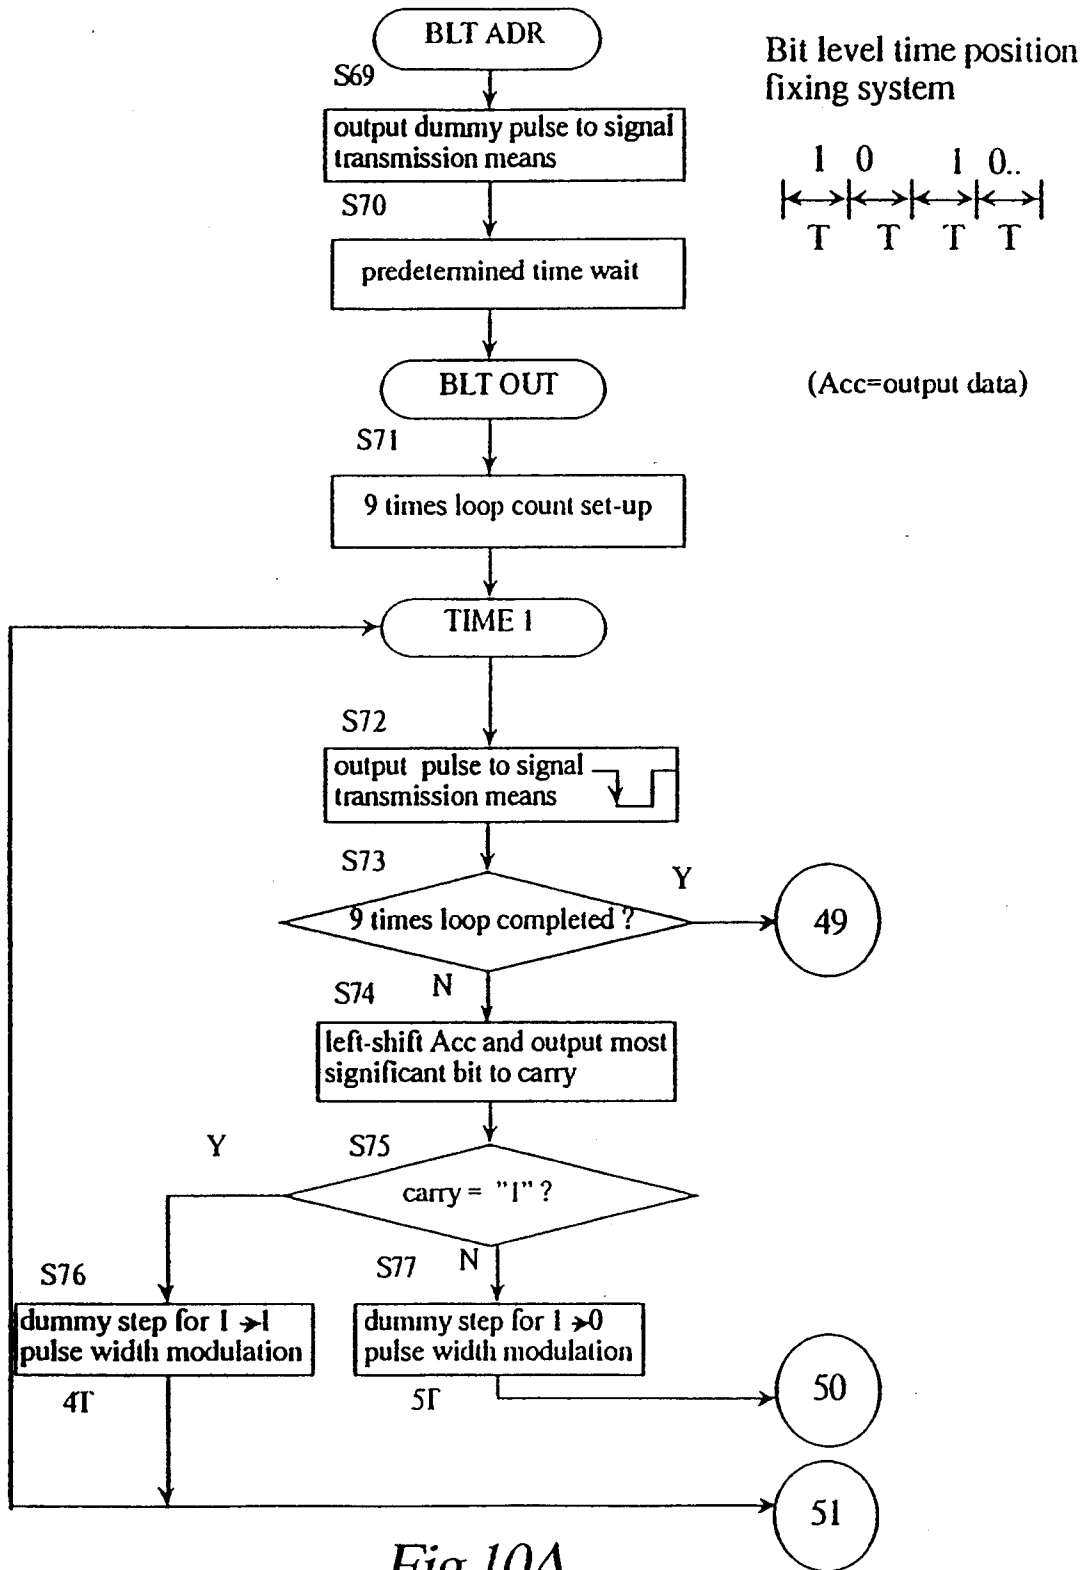 BLT ADR
Bit level time position
fixing system
S69
output dummy pulse to signal
transmission means
1 0 1 0..
T T T T
S70
predetermined time wait
BLT OUT
(Acc=output data)
S71
9 times loop count set-up
TIME 1
S72
output pulse to signal
transmission means
S73
Y
9 times loop completed ?
49
N
S74
left-shift Acc and output most
significant bit to carry
Y
S75
carry = "1" ?
N
S76
S77
dummy step for 1→1
pulse width modulation
dummy step for 1→0
pulse width modulation
4T
5T
50
51
Fig.10A